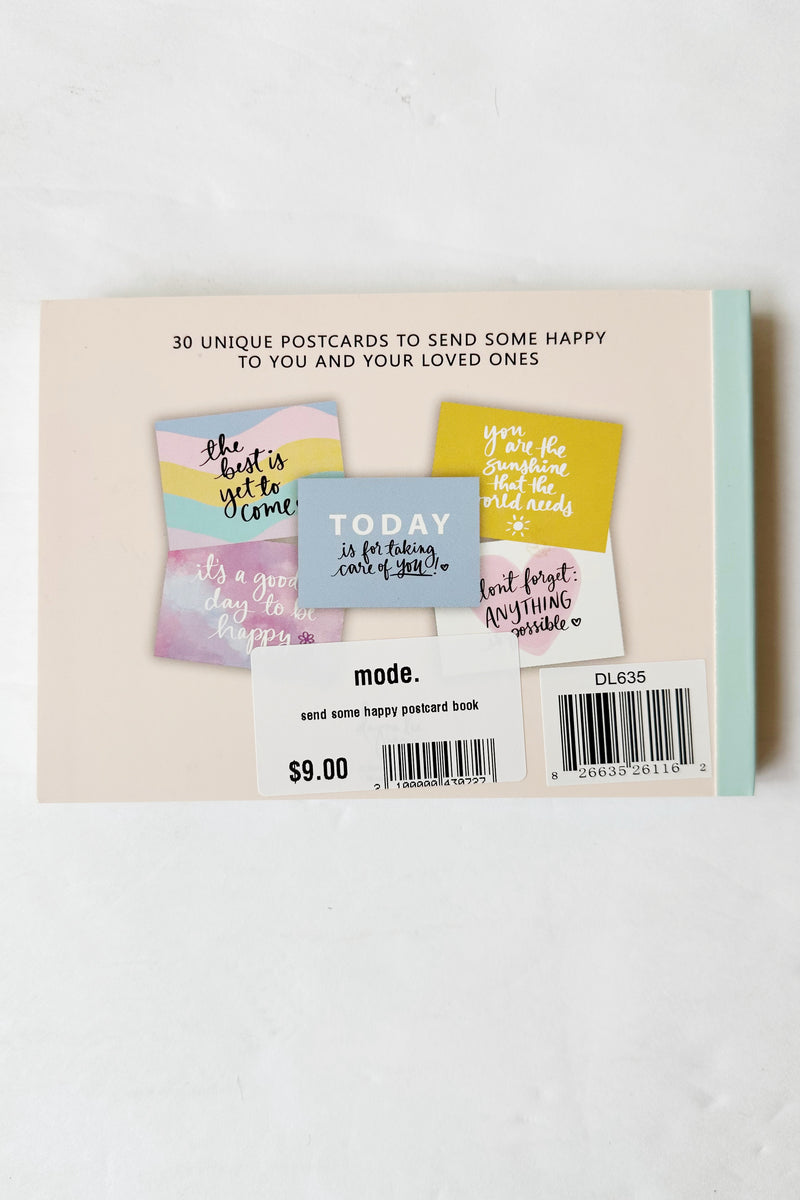 30 UNIQUE POSTCARDS TO SEND SOME HAPPY
TO YOU AND YOUR LOVED ONES
the
best is
yet to
come
you
are the
sunshine
that the
world needs
TODAY
is for taking
care of YOU!
it's a good
day to be
happy
don't forget:
ANYTHING
possible
mode.
send some happy postcard book
$9.00
DL635
8 26635 26116 2